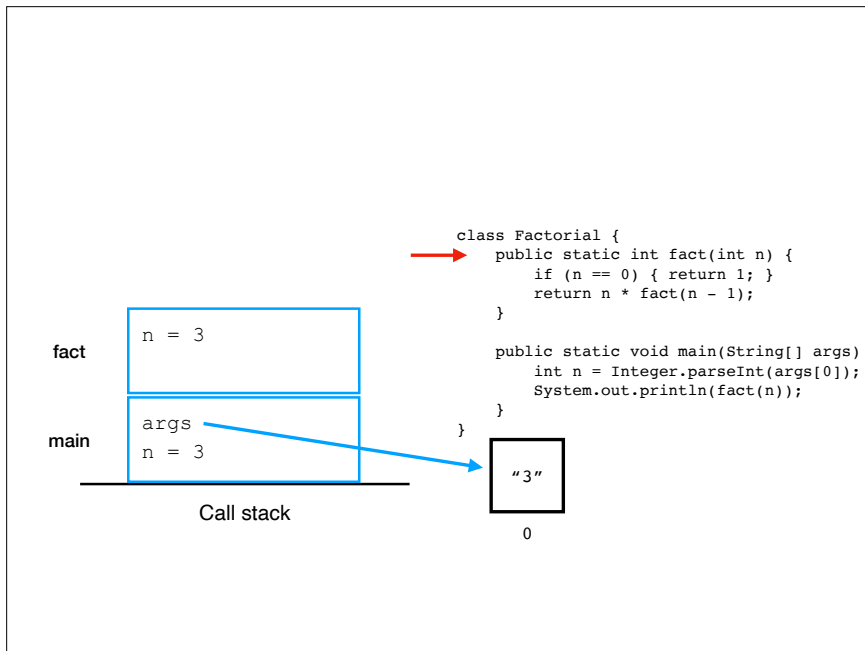 class Factorial {
    public static int fact(int n) {
        if (n == 0) { return 1; }
        return n * fact(n - 1);
    }
    public static void main(String[] args)
        int n = Integer.parseInt(args[0]);
        System.out.println(fact(n));
    }
}
fact
n = 3
main
args
n = 3
Call stack
“3”
0